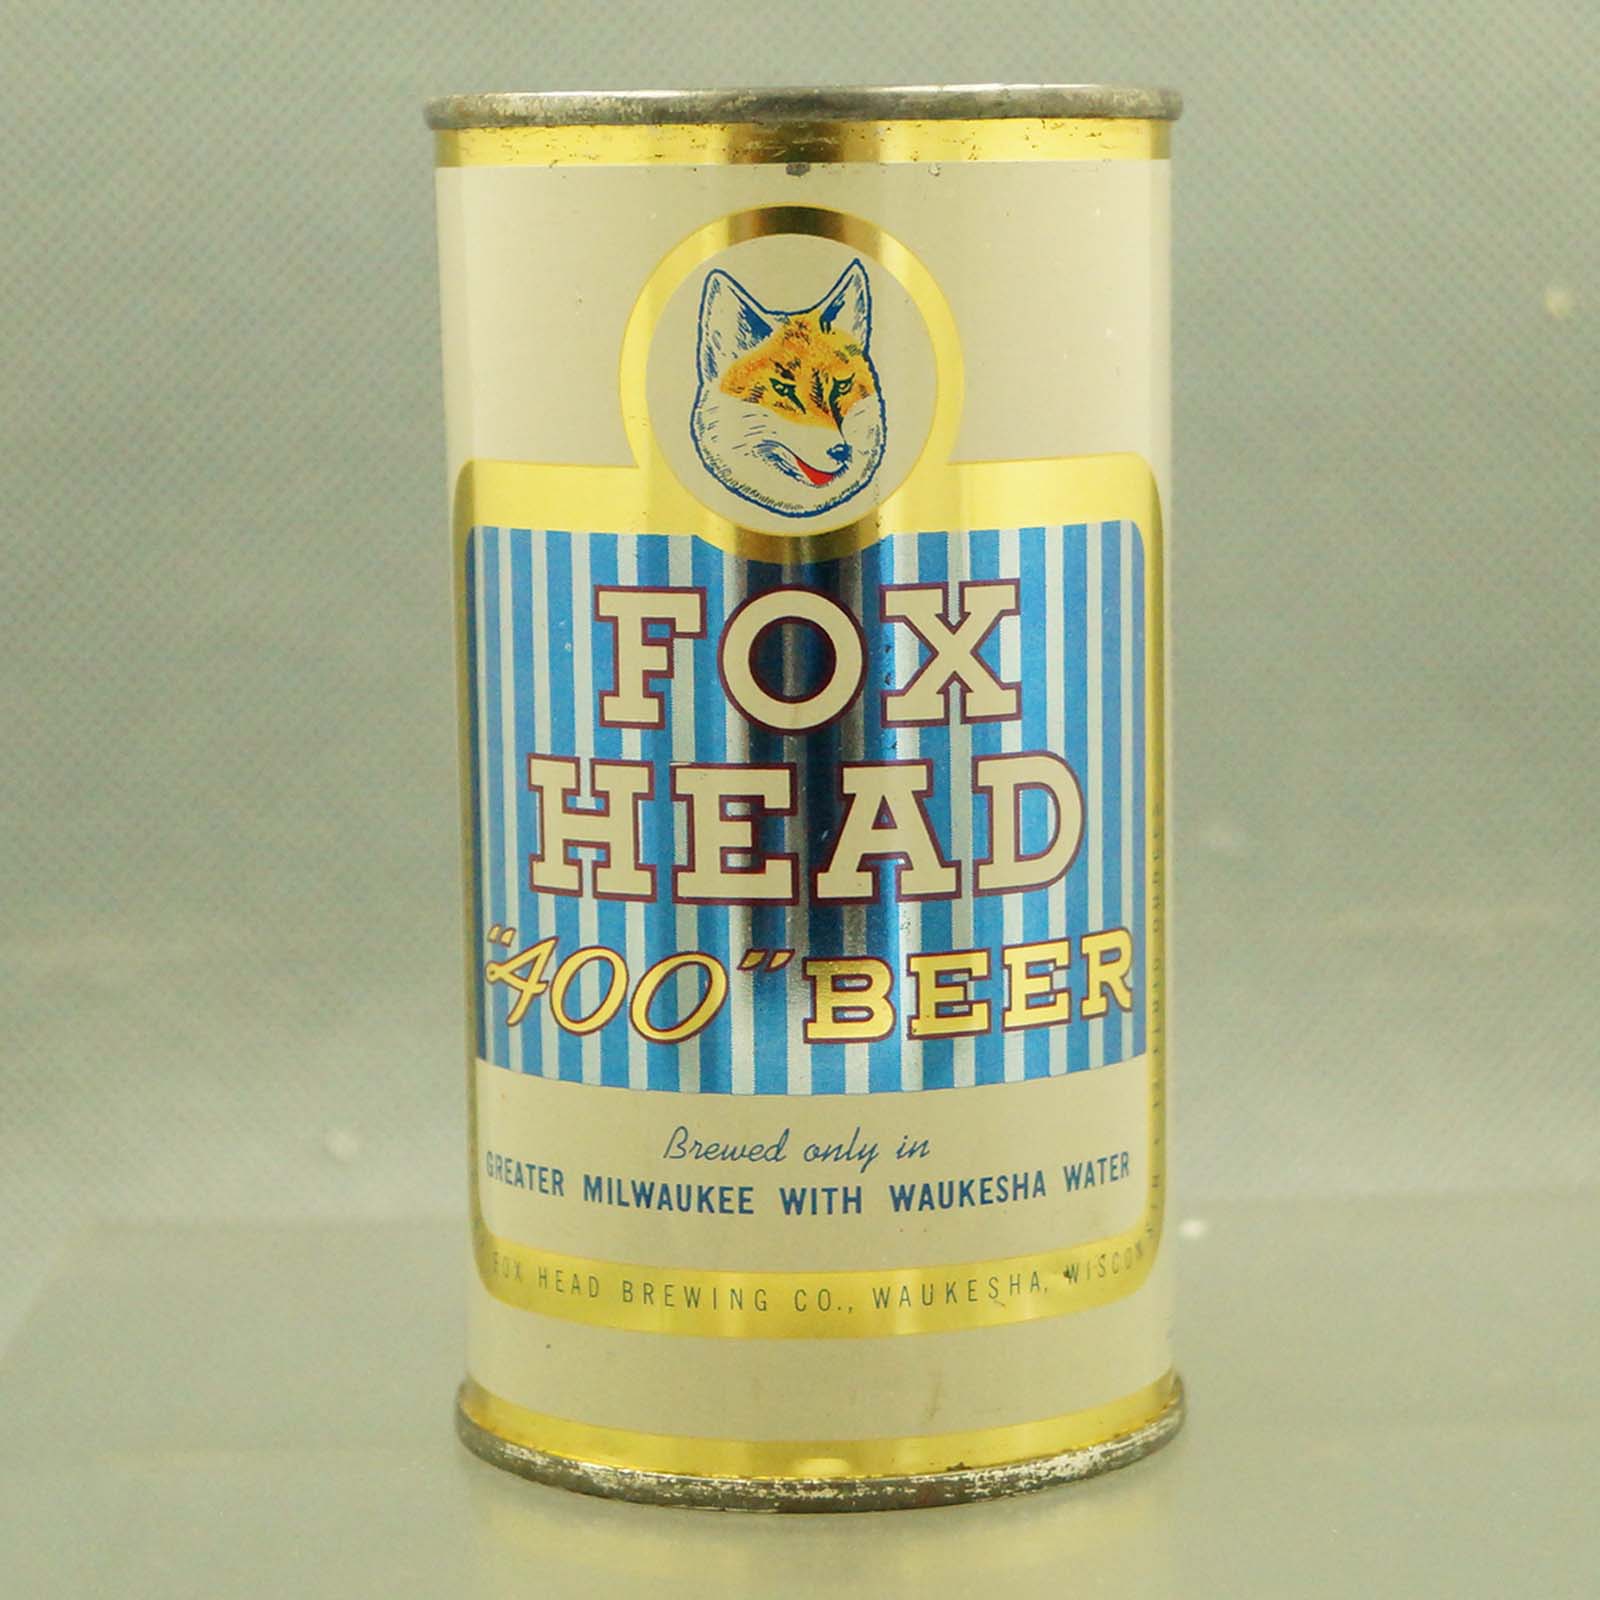 FOX
HEAD
"400" BEER
Brewed only in
GREATER MILWAUKEE WITH WAUKESHA WATER
FOX HEAD BREWING CO., WAUKESHA,